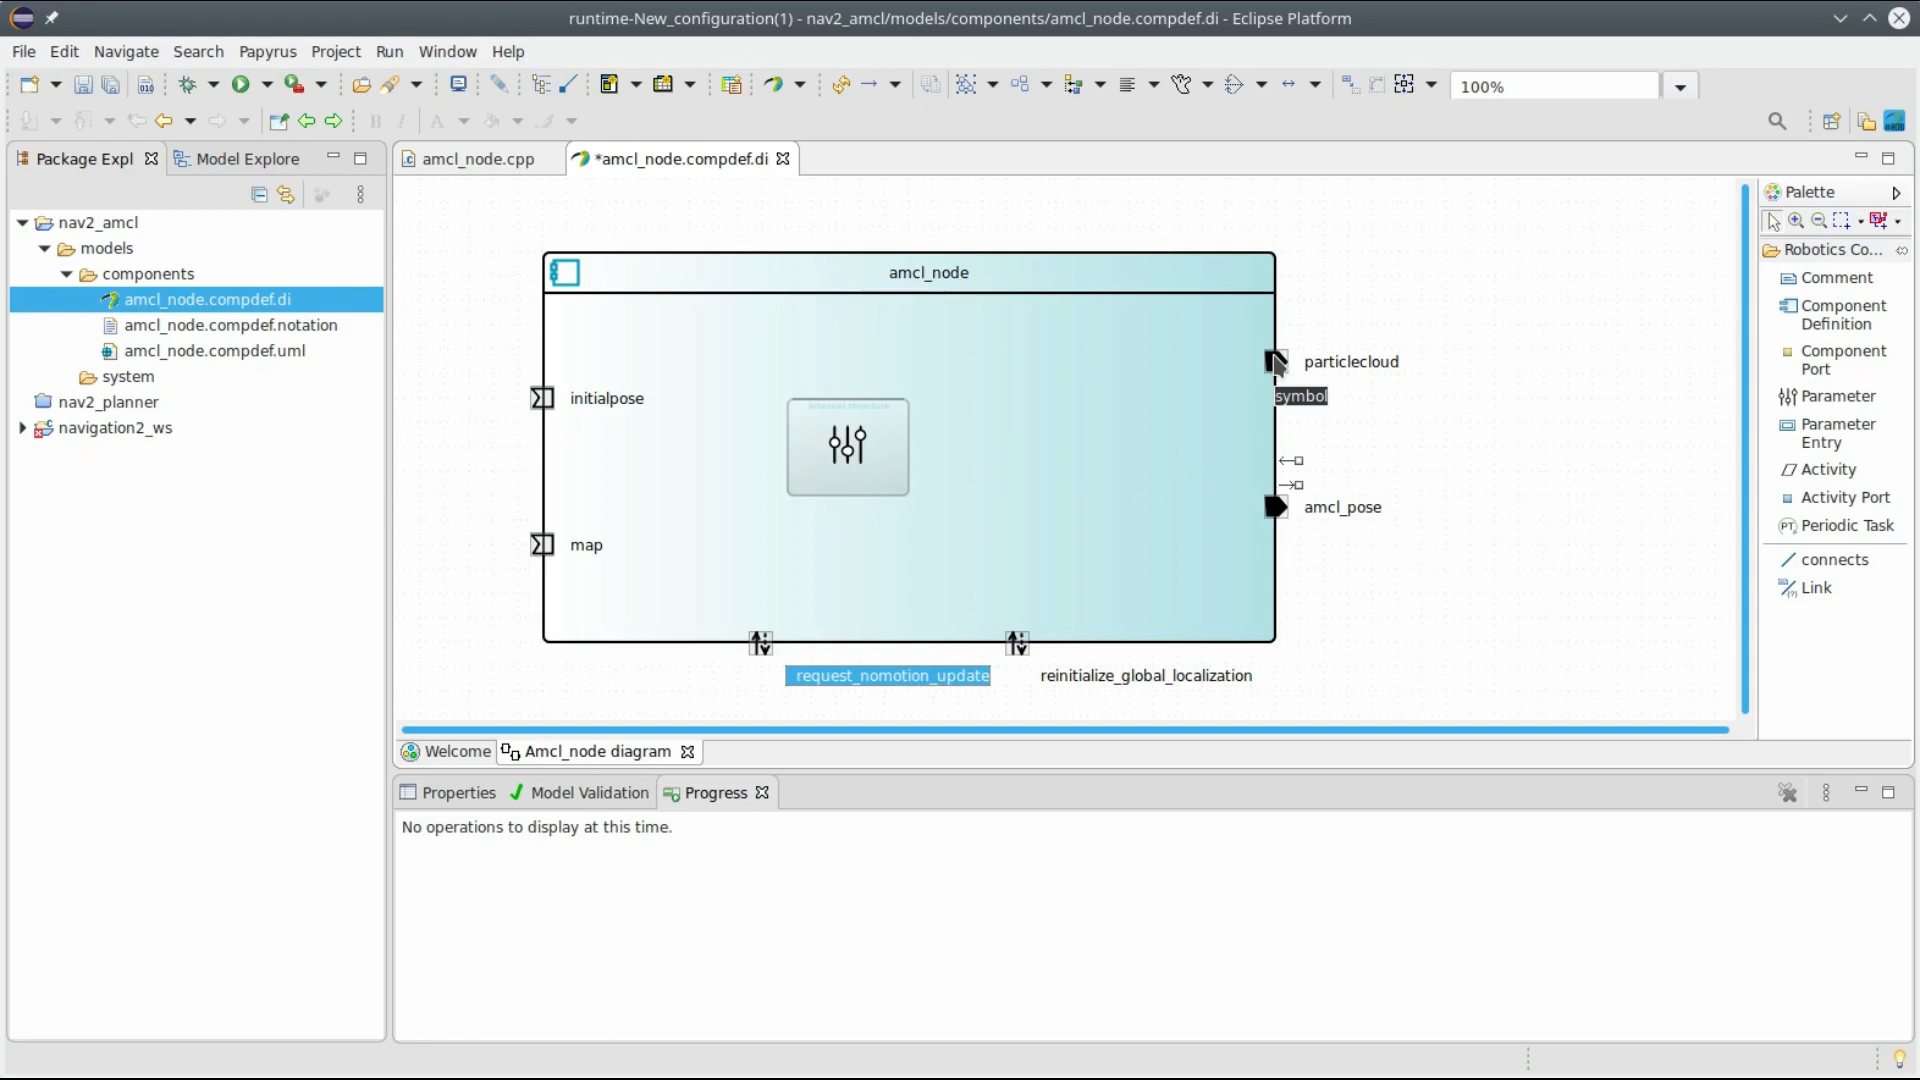 runtime-New_configuration(1) - nav2_amcl/models/components/amcl_node.compdef.di - Eclipse Platform
File Edit Navigate Search Papyrus Project Run Window Help
100%
Package Expl Model Explore
amcl_node.cpp *amcl_node.compdef.di
nav2_amcl
models
components
amcl_node.compdef.di
amcl_node.compdef.notation
amcl_node.compdef.uml
system
nav2_planner
navigation2_ws
amcl_node
initialpose
map
particlecloud
symbol
amcl_pose
request_nomotion_update
reinitialize_global_localization
Palette
Robotics Co...
Comment
Component
Definition
Component
Port
Parameter
Parameter
Entry
Activity
Activity Port
PT Periodic Task
connects
Link
Welcome Amcl_node diagram
Properties Model Validation Progress
No operations to display at this time.